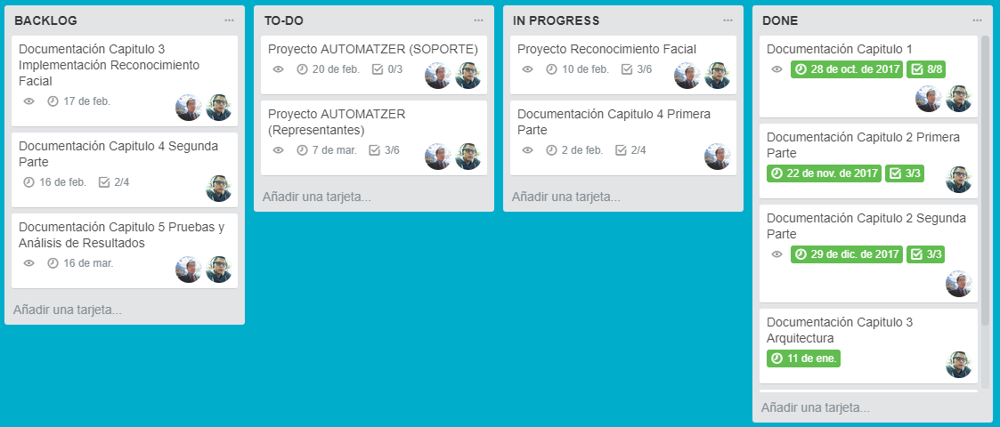 BACKLOG
Documentación Capitulo 3
Implementación Reconocimiento
Facial
17 de feb.
Documentación Capitulo 4 Segunda
Parte
16 de feb. 2/4
Documentación Capitulo 5 Pruebas y
Análisis de Resultados
16 de mar.
Añadir una tarjeta...
TO-DO
Proyecto AUTOMATZER (SOPORTE)
20 de feb. 0/3
Proyecto AUTOMATZER
(Representantes)
7 de mar. 3/6
Añadir una tarjeta...
IN PROGRESS
Proyecto Reconocimiento Facial
10 de feb. 3/6
Documentación Capitulo 4 Primera
Parte
2 de feb. 2/4
Añadir una tarjeta...
DONE
Documentación Capitulo 1
28 de oct. de 2017 8/8
Documentación Capitulo 2 Primera
Parte
22 de nov. de 2017 3/3
Documentación Capitulo 2 Segunda
Parte
29 de dic. de 2017 3/3
Documentación Capitulo 3
Arquitectura
11 de ene.
Añadir una tarjeta...